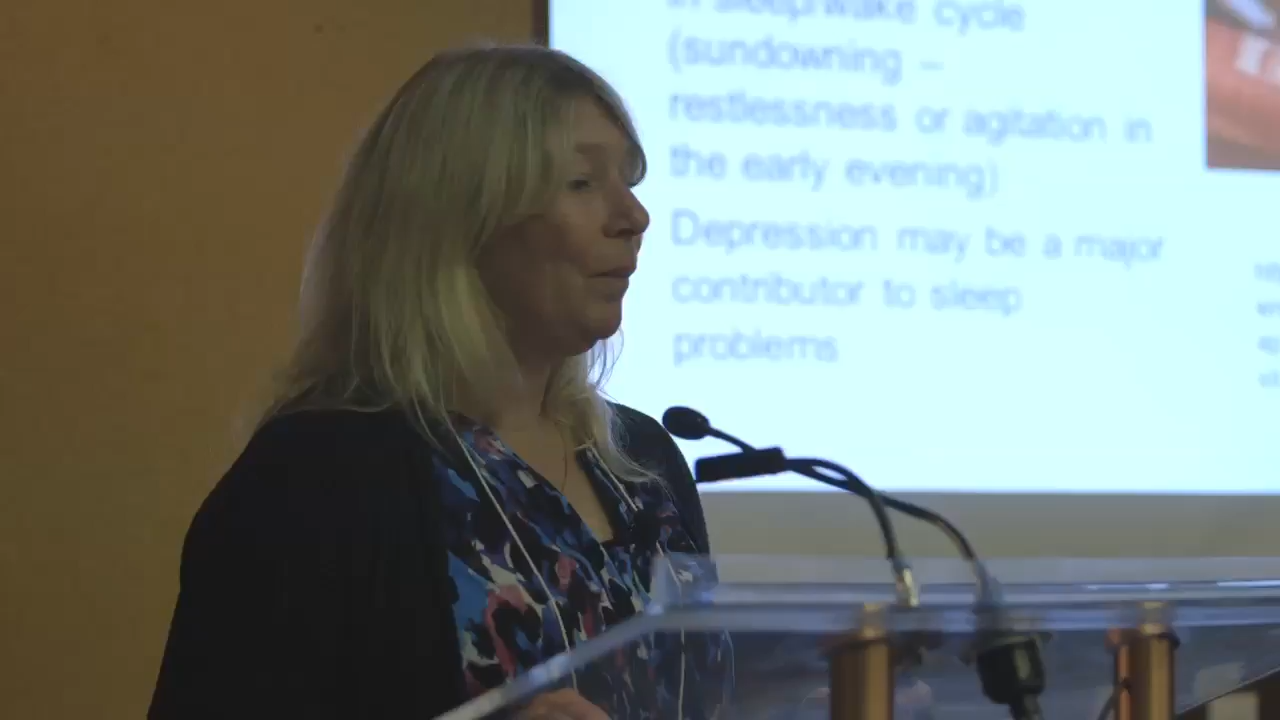 in sleep/wake cycle
(sundowning –
restlessness or agitation in
the early evening)
Depression may be a major
contributor to sleep
problems